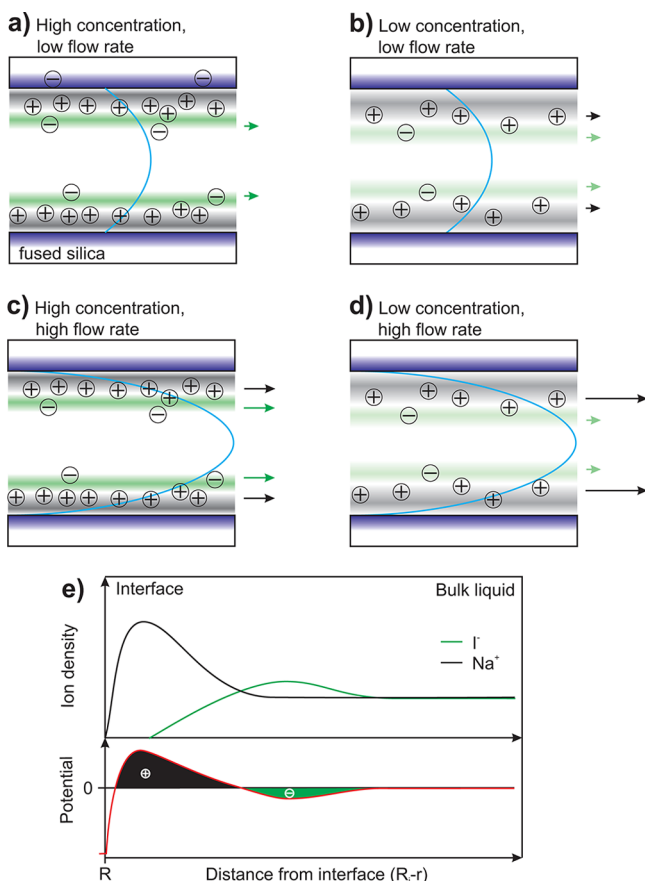 a) High concentration,
low flow rate
b) Low concentration,
low flow rate
fused silica
c) High concentration,
high flow rate
d) Low concentration,
high flow rate
e) Interface
Bulk liquid
Ion density
I⁻
Na⁺
Potential
0
R
Distance from interface (Rᵢ-r)